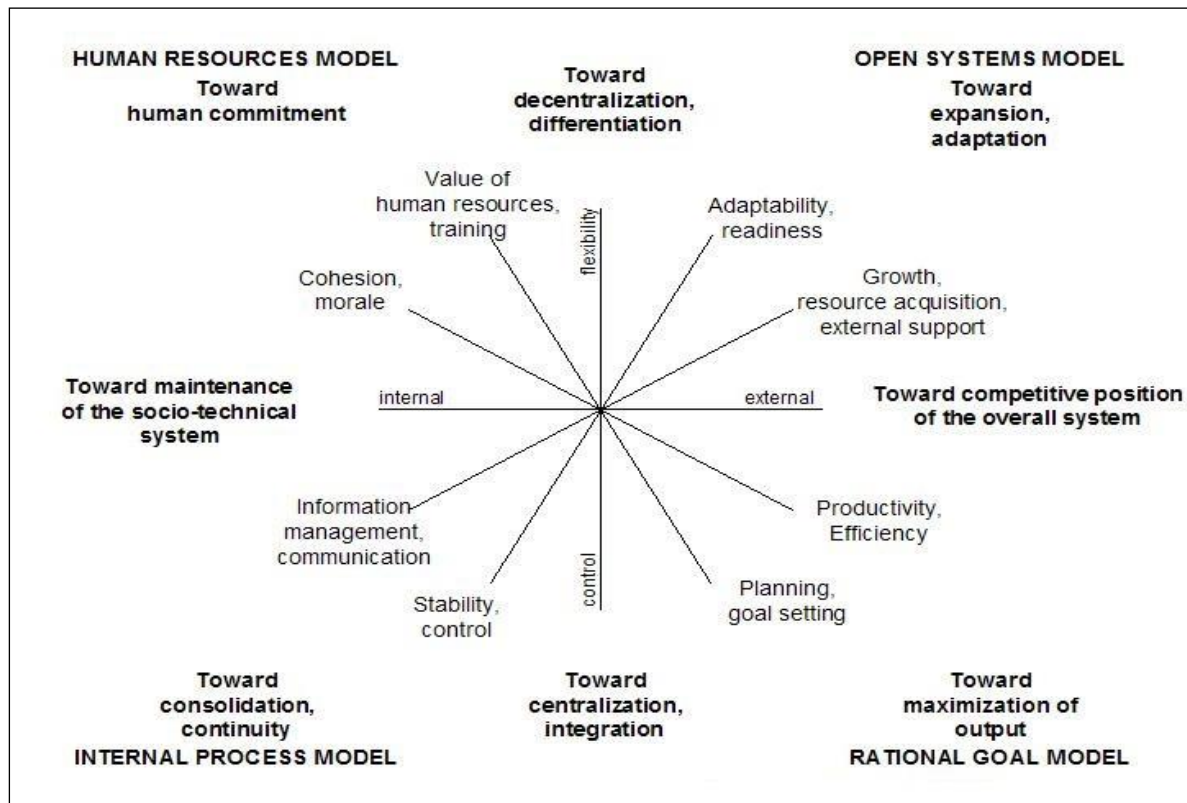 HUMAN RESOURCES MODEL
Toward
human commitment
Toward
decentralization,
differentiation
OPEN SYSTEMS MODEL
Toward
expansion,
adaptation
Value of
human resources,
training
flexibility
Adaptability,
readiness
Cohesion,
morale
Growth,
resource acquisition,
external support
Toward maintenance
of the socio-technical
system
internal
external
Toward competitive position
of the overall system
Information
management,
communication
Productivity,
Efficiency
Stability,
control
control
Planning,
goal setting
Toward
consolidation,
continuity
INTERNAL PROCESS MODEL
Toward
centralization,
integration
Toward
maximization of
output
RATIONAL GOAL MODEL